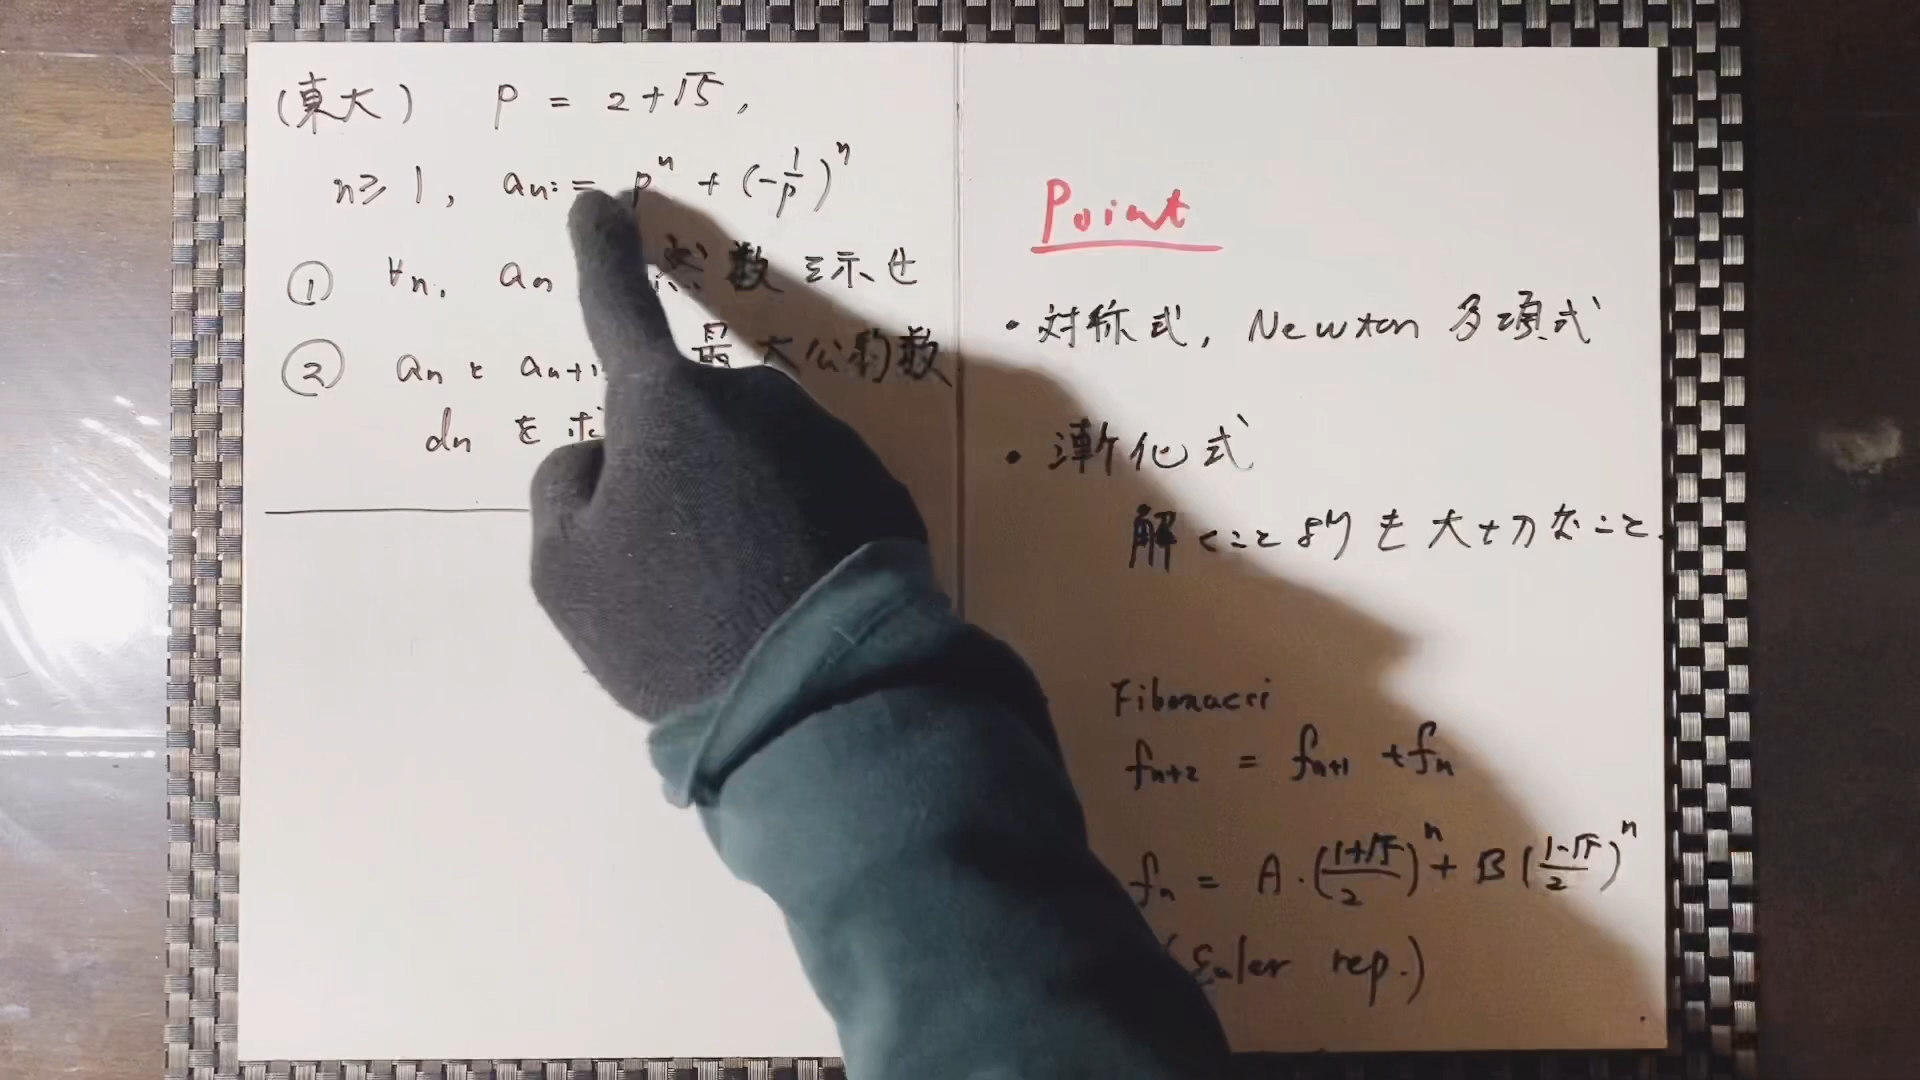 (東大) P = 2+√5,
n≥1, an:= p^n + (-1/p)^n
① ∀n, an 然数 ヲ示せ
② an と an+1 最大公約数
dn を求
Point
・対称式, Newton 多項式
・漸化式
解くことよりも大切なこと.
Fibonacci
fn+2 = fn+1 + fn
fn = A・((1+√5)/2)^n + B((1-√5)/2)^n
(Euler rep.)